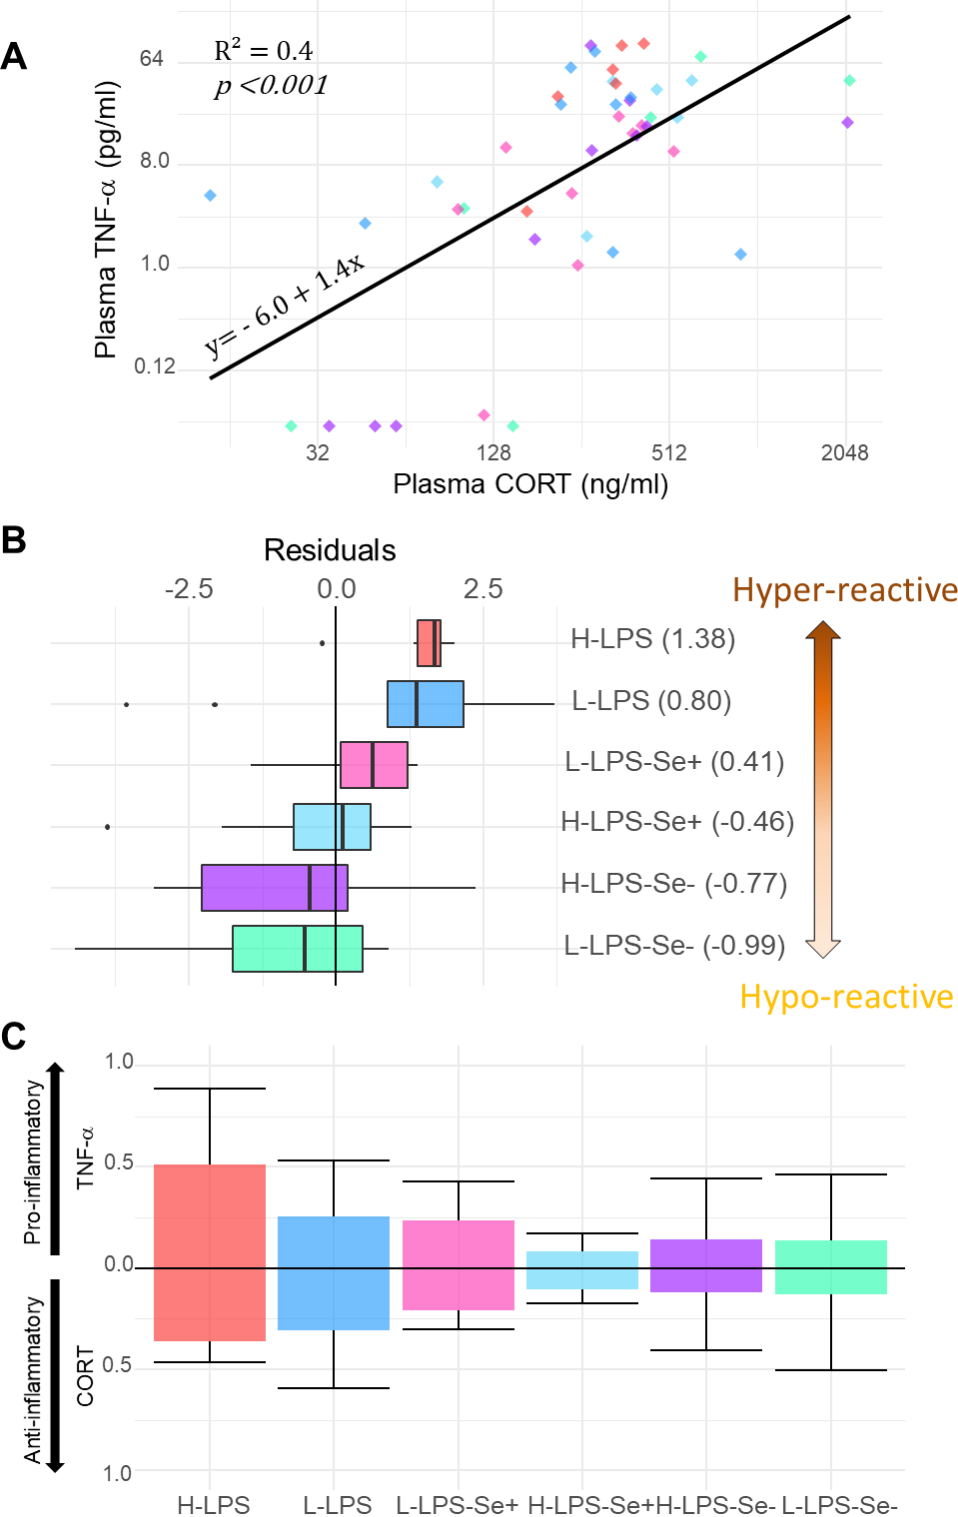 A
R² = 0.4
p <0.001
Plasma TNF-α (pg/ml)
64
8.0
1.0
0.12
y= - 6.0 + 1.4x
32 128 512 2048
Plasma CORT (ng/ml)
B
Residuals
-2.5 0.0 2.5
Hyper-reactive
H-LPS (1.38)
L-LPS (0.80)
L-LPS-Se+ (0.41)
H-LPS-Se+ (-0.46)
H-LPS-Se- (-0.77)
L-LPS-Se- (-0.99)
Hypo-reactive
C
Pro-inflammatory
TNF-α
Anti-inflammatory
CORT
1.0
0.5
0.0
0.5
1.0
H-LPS L-LPS L-LPS-Se+ H-LPS-Se+ H-LPS-Se- L-LPS-Se-